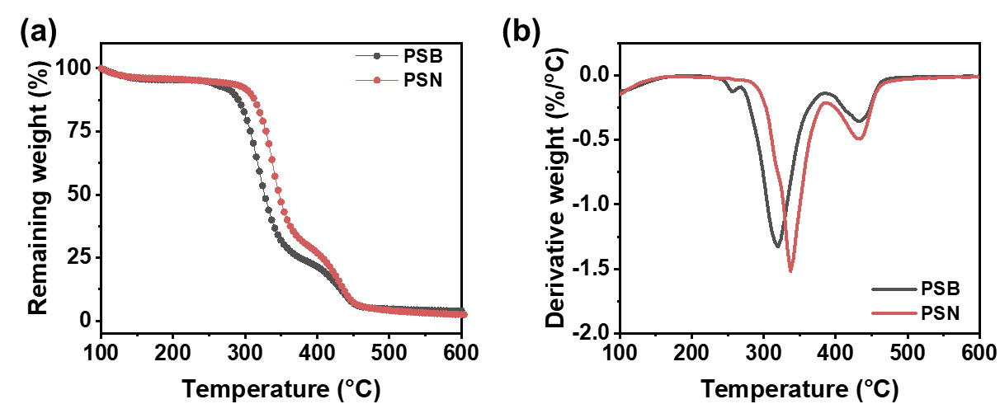 (a)
PSB
PSN
100
75
50
25
0
Remaining weight (%)
100 200 300 400 500 600
Temperature (°C)
(b)
0.0
-0.5
-1.0
-1.5
-2.0
Derivative weight (%/°C)
PSB
PSN
100 200 300 400 500 600
Temperature (°C)